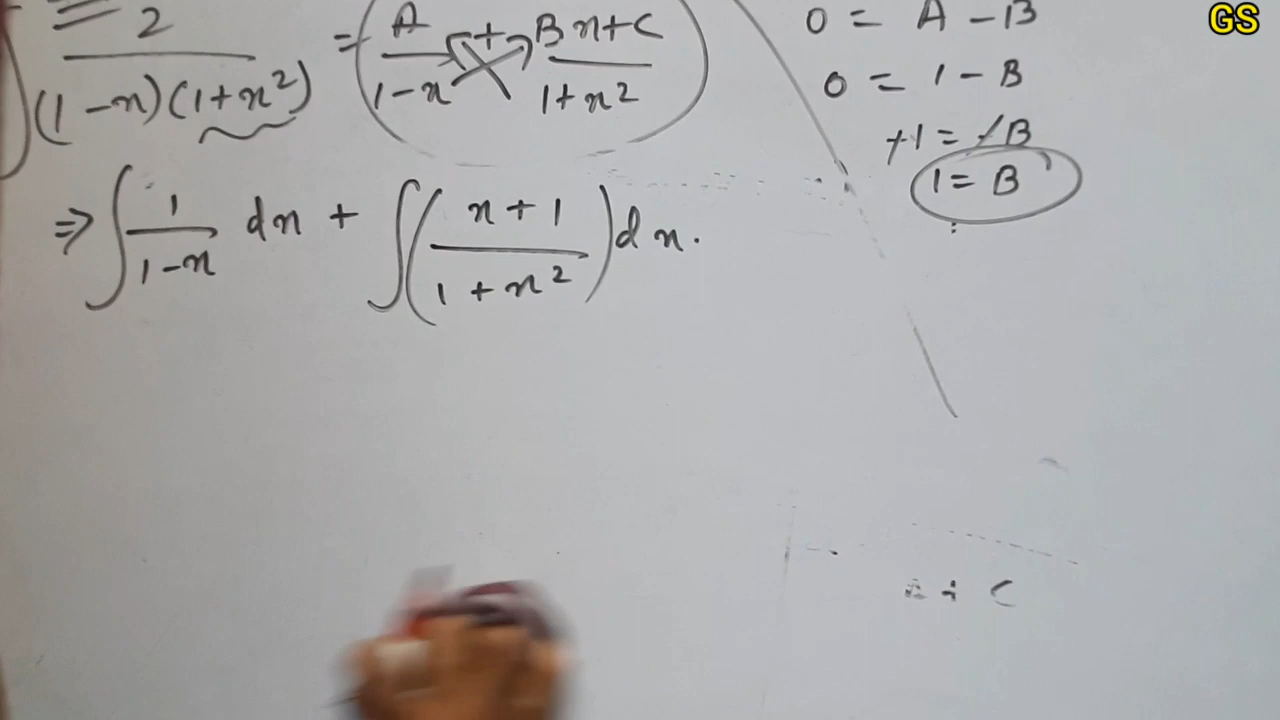 GS
∫ 2 / (1-x)(1+x²) = A / 1-x + Bx+C / 1+x²
⇒ ∫ 1 / 1-x dx + ∫ ( x+1 / 1+x² ) dx.
0 = A - B
0 = 1 - B
+1 = +B
1 = B
+ C